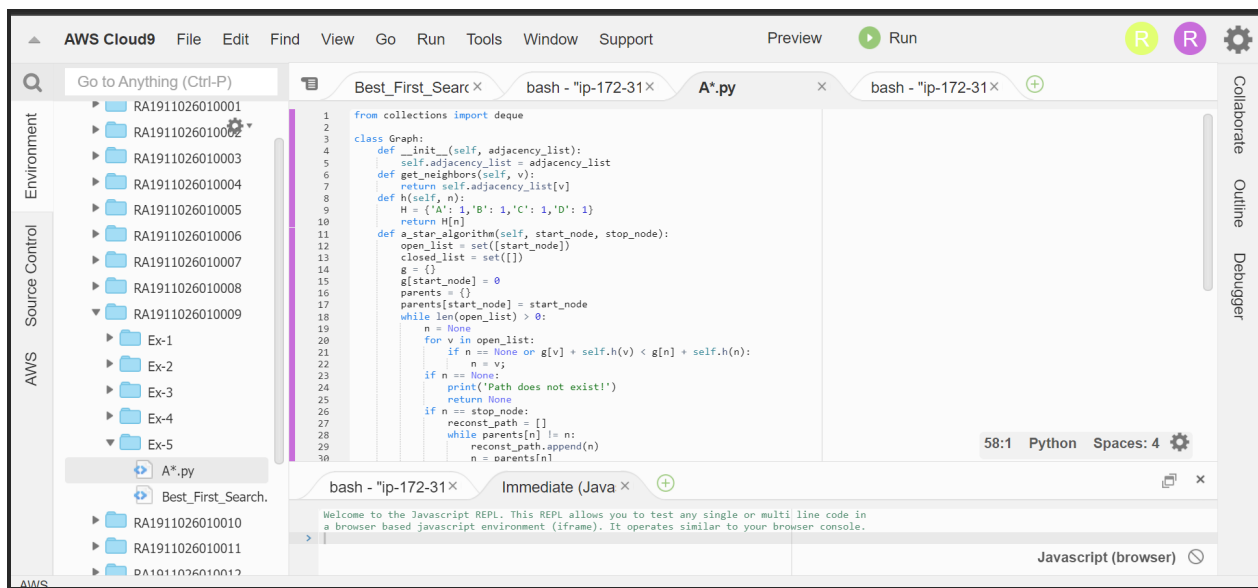 AWS Cloud9 File Edit Find View Go Run Tools Window Support Preview Run R R
Go to Anything (Ctrl-P)
Best_First_Searc × bash - "ip-172-31 × A*.py × bash - "ip-172-31 ×
Environment
Source Control
AWS
RA1911026010001
RA1911026010002
RA1911026010003
RA1911026010004
RA1911026010005
RA1911026010006
RA1911026010007
RA1911026010008
RA1911026010009
Ex-1
Ex-2
Ex-3
Ex-4
Ex-5
A*.py
Best_First_Search.
RA1911026010010
RA1911026010011
RA1911026010012
AWS
1 from collections import deque
2
3 class Graph:
4     def __init__(self, adjacency_list):
5         self.adjacency_list = adjacency_list
6     def get_neighbors(self, v):
7         return self.adjacency_list[v]
8     def h(self, n):
9         H = {'A': 1,'B': 1,'C': 1,'D': 1}
10         return H[n]
11     def a_star_algorithm(self, start_node, stop_node):
12         open_list = set([start_node])
13         closed_list = set([])
14         g = {}
15         g[start_node] = 0
16         parents = {}
17         parents[start_node] = start_node
18         while len(open_list) > 0:
19             n = None
20             for v in open_list:
21                 if n == None or g[v] + self.h(v) < g[n] + self.h(n):
22                     n = v;
23             if n == None:
24                 print('Path does not exist!')
25                 return None
26             if n == stop_node:
27                 reconst_path = []
28                 while parents[n] != n:
29                     reconst_path.append(n)
30                     n = parents[n]
58:1 Python Spaces: 4
bash - "ip-172-31 × Immediate (Java ×
Welcome to the Javascript REPL. This REPL allows you to test any single or multi line code in
a browser based javascript environment (iframe). It operates similar to your browser console.
>
Javascript (browser)
Collaborate
Outline
Debugger